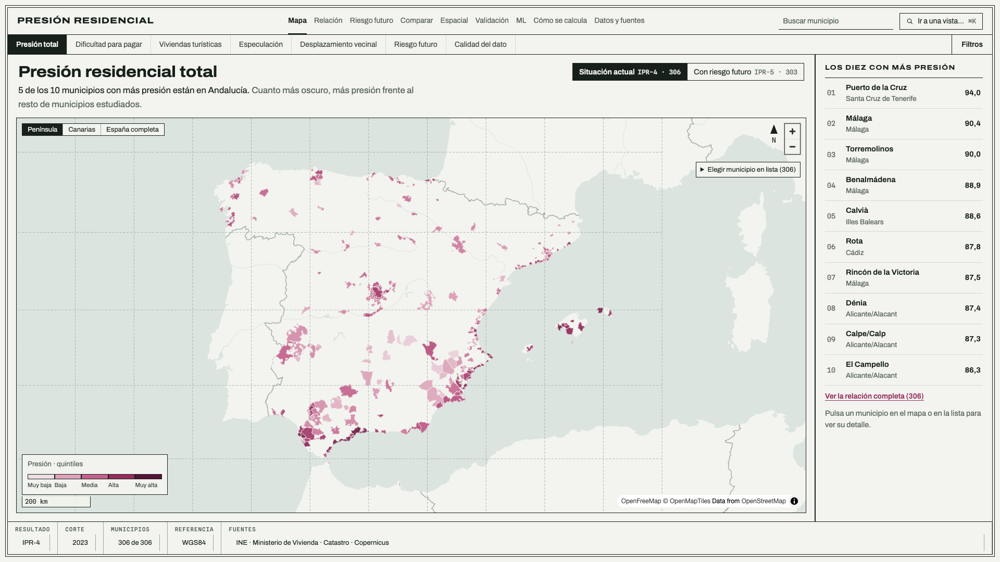 PRESIÓN RESIDENCIAL
Mapa Relación Riesgo futuro Comparar Espacial Validación ML Cómo se calcula Datos y fuentes
Buscar municipio
Ir a una vista... ⌘K
Presión total Dificultad para pagar Viviendas turísticas Especulación Desplazamiento vecinal Riesgo futuro Calidad del dato
Filtros
Presión residencial total
5 de los 10 municipios con más presión están en Andalucía. Cuanto más oscuro, más presión frente al
resto de municipios estudiados.
Situación actual IPR-4 · 306
Con riesgo futuro IPR-5 · 303
Península Canarias España completa
N
+
−
▶ Elegir municipio en lista (306)
Presión · quintiles
Muy baja Baja Media Alta Muy alta
200 km
OpenFreeMap © OpenMapTiles Data from OpenStreetMap
LOS DIEZ CON MÁS PRESIÓN
01 Puerto de la Cruz 94,0
Santa Cruz de Tenerife
02 Málaga 90,4
Málaga
03 Torremolinos 90,0
Málaga
04 Benalmádena 88,9
Málaga
05 Calvià 88,6
Illes Balears
06 Rota 87,8
Cádiz
07 Rincón de la Victoria 87,5
Málaga
08 Dénia 87,4
Alicante/Alacant
09 Calpe/Calp 87,3
Alicante/Alacant
10 El Campello 86,3
Alicante/Alacant
Ver la relación completa (306)
Pulsa un municipio en el mapa o en la lista para
ver su detalle.
RESULTADO CORTE MUNICIPIOS REFERENCIA FUENTES
IPR-4 2023 306 de 306 WGS84 INE · Ministerio de Vivienda · Catastro · Copernicus